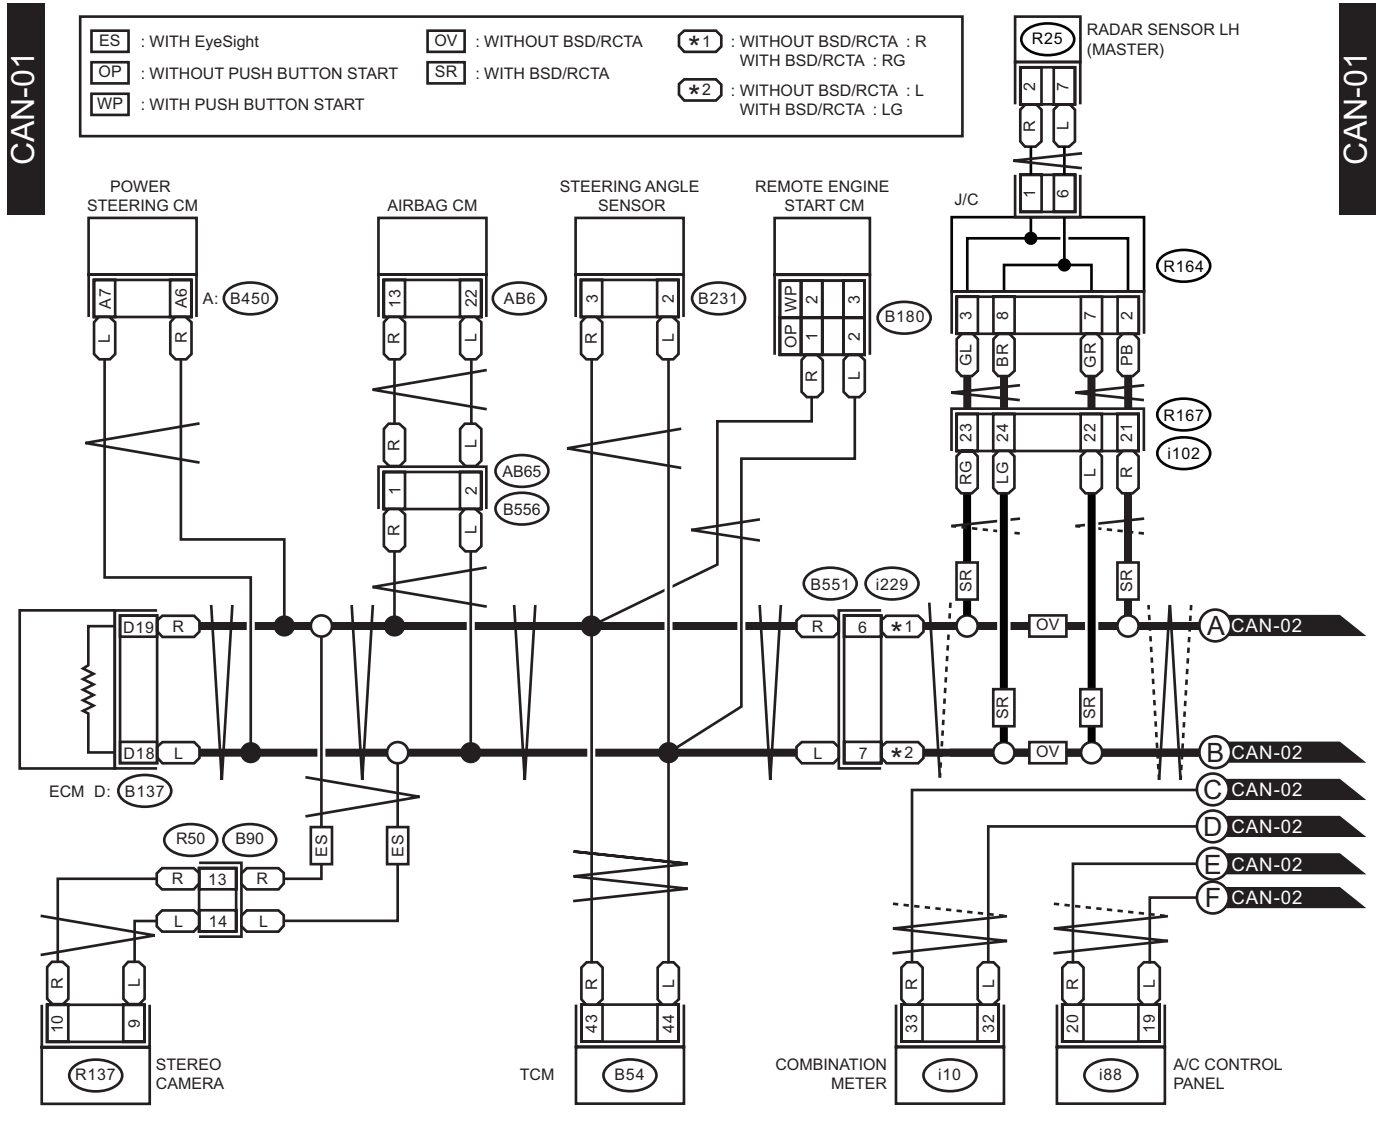 CAN-01
CAN-01
ES : WITH EyeSight
OP : WITHOUT PUSH BUTTON START
WP : WITH PUSH BUTTON START
OV : WITHOUT BSD/RCTA
SR : WITH BSD/RCTA
*1 : WITHOUT BSD/RCTA : R
WITH BSD/RCTA : RG
*2 : WITHOUT BSD/RCTA : L
WITH BSD/RCTA : LG
R25
RADAR SENSOR LH
(MASTER)
2 7
R L
1 6
J/C
R164
POWER
STEERING CM
AIRBAG CM
STEERING ANGLE
SENSOR
REMOTE ENGINE
START CM
A7 A6
A: B450
L R
13 22
AB6
R L
3 2
B231
R L
WP 2 3
OP 1 2
B180
R L
3 8 7 2
GL BR GR PB
R167
i102
23 24 22 21
RG LG L R
R L
AB65
B556
1 2
R L
SR SR
B551 i229
D19 R
R 6 *1
OV
A CAN-02
SR SR
D18 L
L 7 *2
OV
B CAN-02
ECM D: B137
C CAN-02
D CAN-02
E CAN-02
F CAN-02
R50 B90
ES ES
R 13 R
L 14 L
R L
10 9
R137
STEREO
CAMERA
R L
43 44
TCM
B54
R L
33 32
COMBINATION
METER
i10
R L
20 19
i88
A/C CONTROL
PANEL